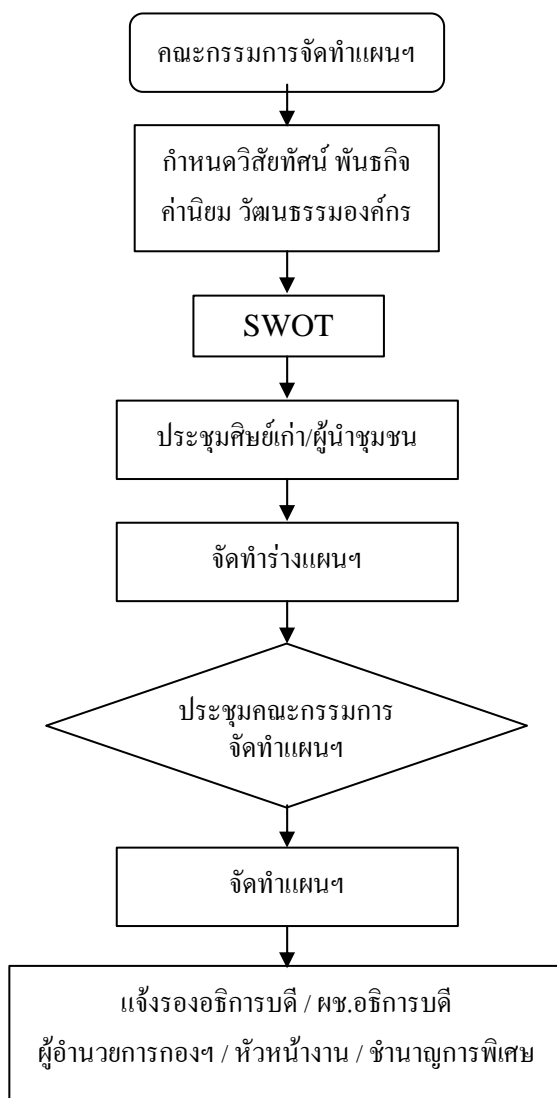 คณะกรรมการจัดทำแผนฯ
กำหนดวิสัยทัศน์ พันธกิจ
ค่านิยม วัฒนธรรมองค์กร
SWOT
ประชุมศิษย์เก่า/ผู้นำชุมชน
จัดทำร่างแผนฯ
ประชุมคณะกรรมการ
จัดทำแผนฯ
จัดทำแผนฯ
แจ้งรองอธิการบดี / ผช.อธิการบดี
ผู้อำนวยการกองฯ / หัวหน้างาน / ชำนาญการพิเศษ